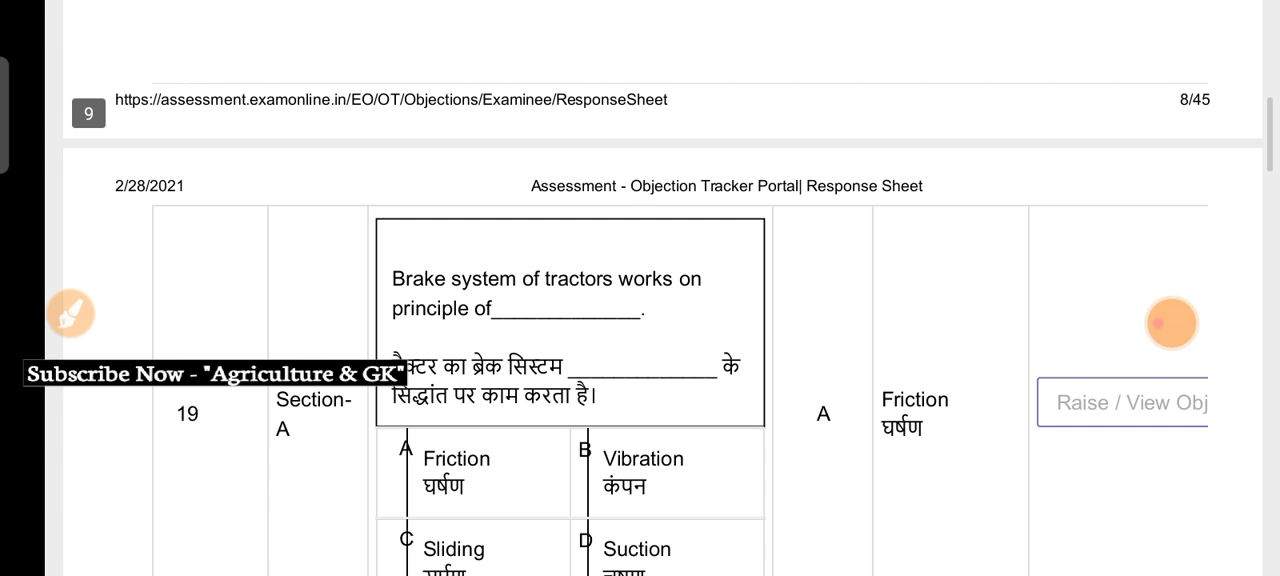 https://assessment.examonline.in/EO/OT/Objections/Examinee/ResponseSheet
8/45
9
2/28/2021
Assessment - Objection Tracker Portal| Response Sheet
Brake system of tractors works on
principle of_____________.
का ब्रेक सिस्टम _____________ के
सिद्धांत पर काम करता है।
Subscribe Now - "Agriculture & GK"
19
Section-
A
A
Friction
घर्षण
B
Vibration
कंपन
C
Sliding
D
Suction
A
Friction
घर्षण
Raise / View Obj